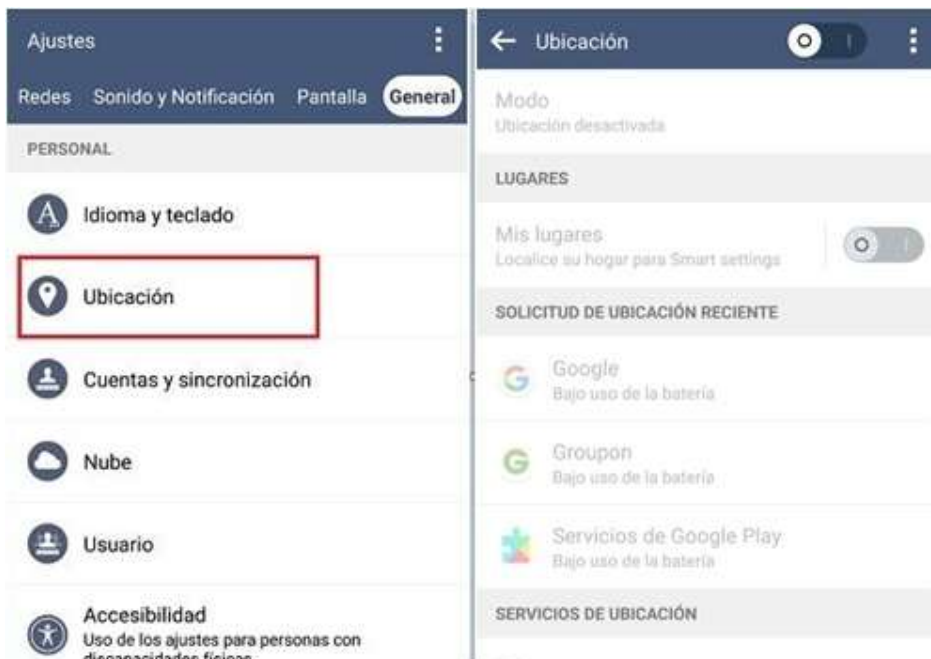 Ajustes
Redes Sonido y Notificación Pantalla General
PERSONAL
Idioma y teclado
Ubicación
Cuentas y sincronización
Nube
Usuario
Accesibilidad
Uso de los ajustes para personas con
discapacidades físicas
Ubicación
Modo
Ubicación desactivada
LUGARES
Mis lugares
Localice su hogar para Smart settings
SOLICITUD DE UBICACIÓN RECIENTE
Google
Bajo uso de la batería
Groupon
Bajo uso de la batería
Servicios de Google Play
Bajo uso de la batería
SERVICIOS DE UBICACIÓN